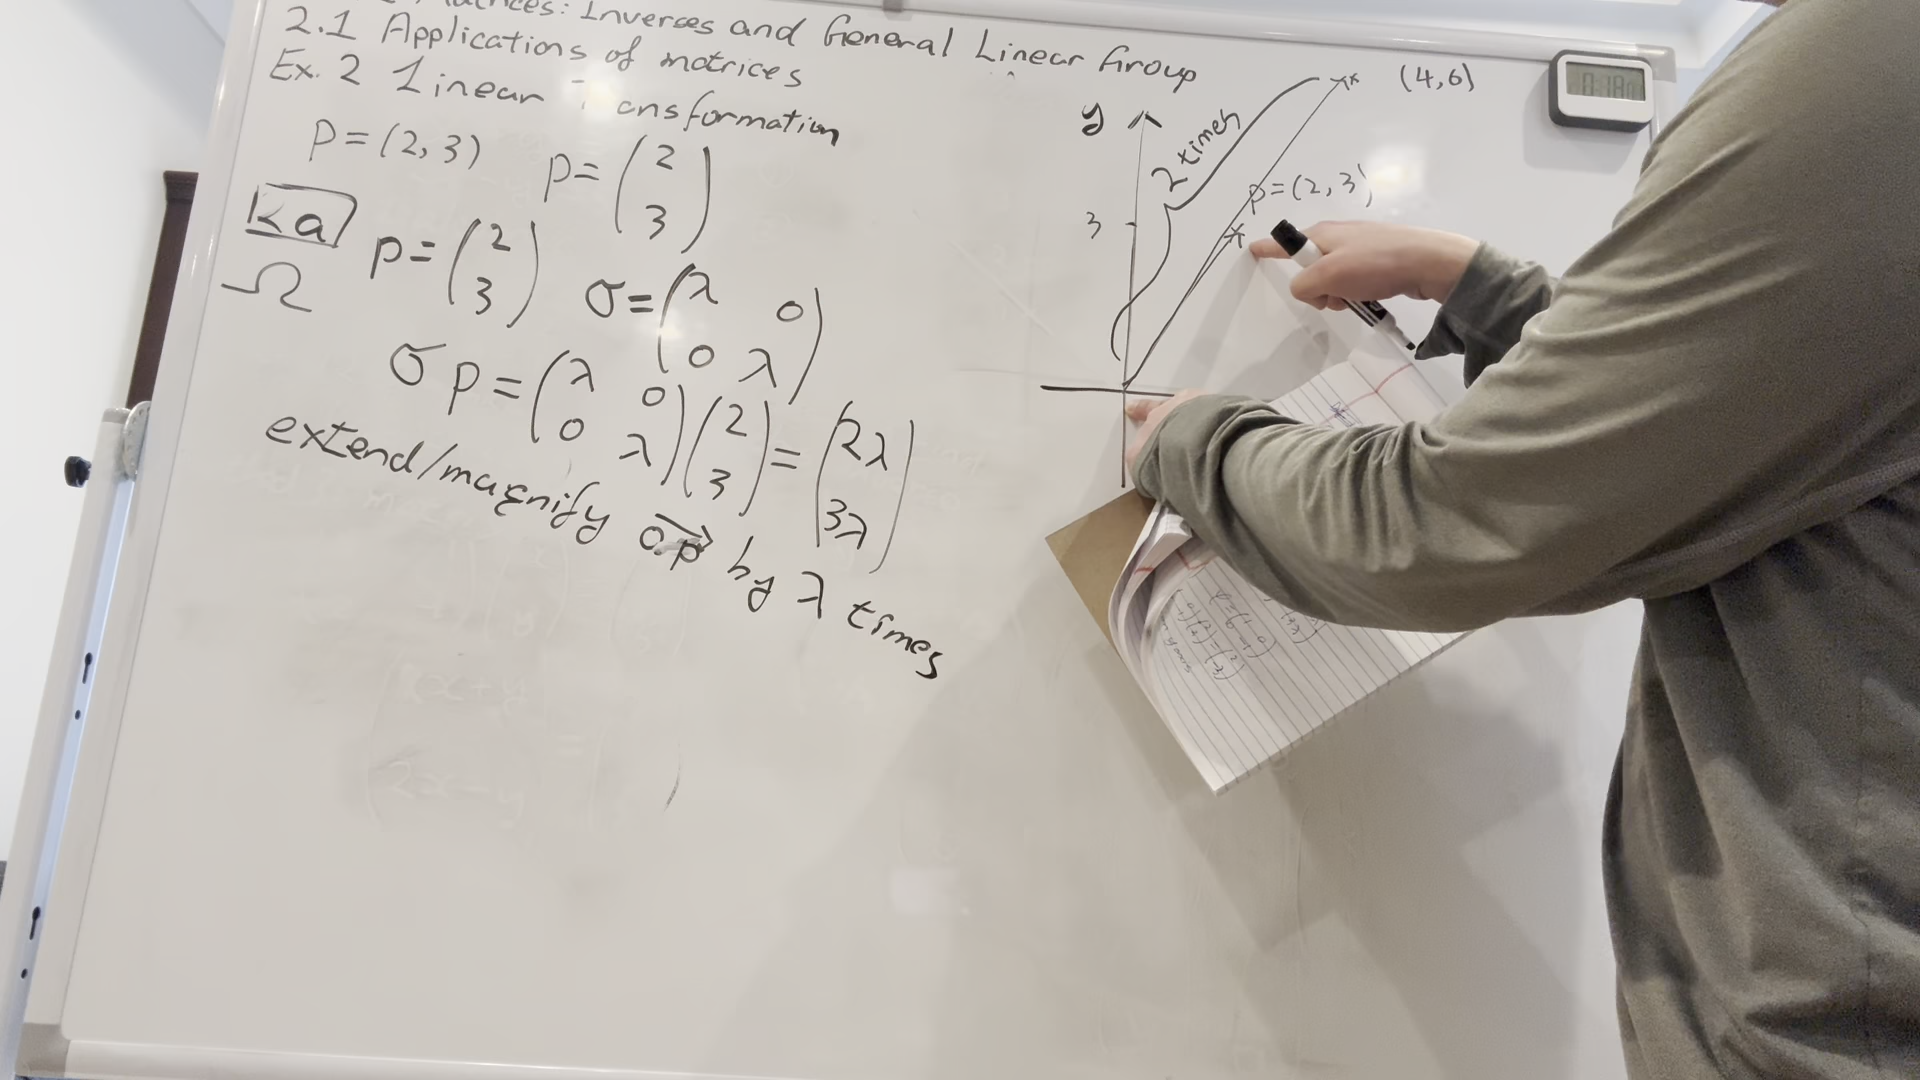 Matrices: Inverses and General Linear Group
2.1 Applications of matrices
Ex. 2 Linear Transformation
P=(2,3) P=(2 3)
ka
Ω
P=(2 3) σ=(λ 0 0 λ)
σP=(λ 0 0 λ)(2 3)=(2λ 3λ)
extend/magnify OP by λ times
y
2 times
(4,6)
P=(2,3)
3